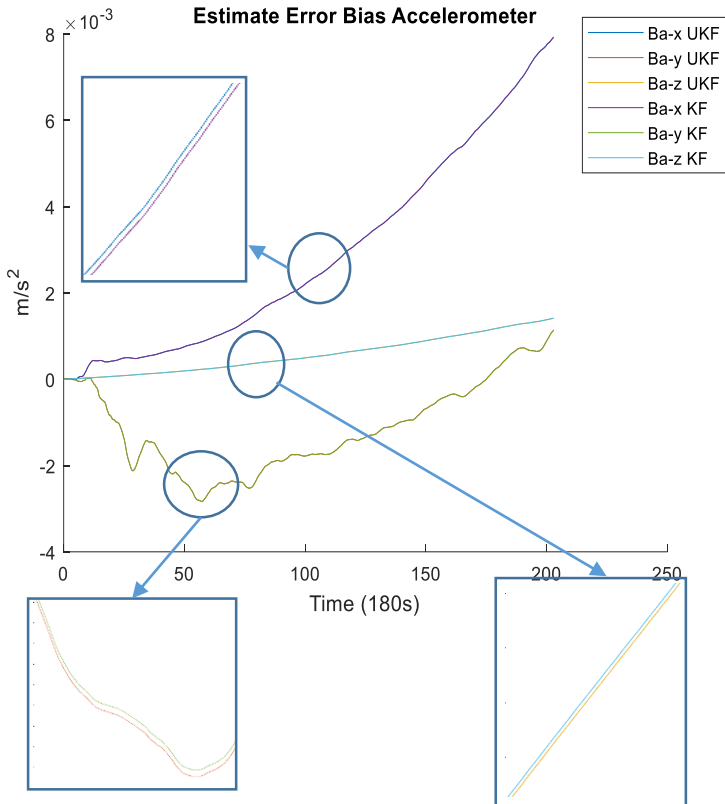 Estimate Error Bias Accelerometer
×10⁻³
8
6
4
2
0
-2
-4
m/s²
0 50 100 150 200 250
Time (180s)
Ba-x UKF
Ba-y UKF
Ba-z UKF
Ba-x KF
Ba-y KF
Ba-z KF